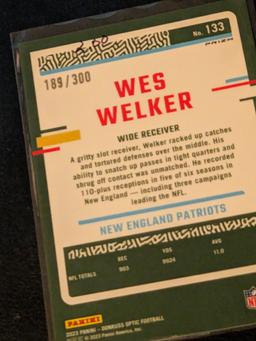 No. 133
PRIZM
189/300
WES
WELKER
WIDE RECEIVER
A gritty slot receiver, Welker racked up catches
and tortured defenses over the middle. His
ability to snatch up passes in tight quarters and
shrug off contact was unmatched. He recorded
110-plus receptions in five of six seasons in
New England — including three campaigns
leading the NFL.
NEW ENGLAND PATRIOTS
REC YDS AVG
NFL TOTALS 903 9924 11.0
PANINI
2023 PANINI - DONRUSS OPTIC FOOTBALL
© 2023 Panini America, Inc.
NFL